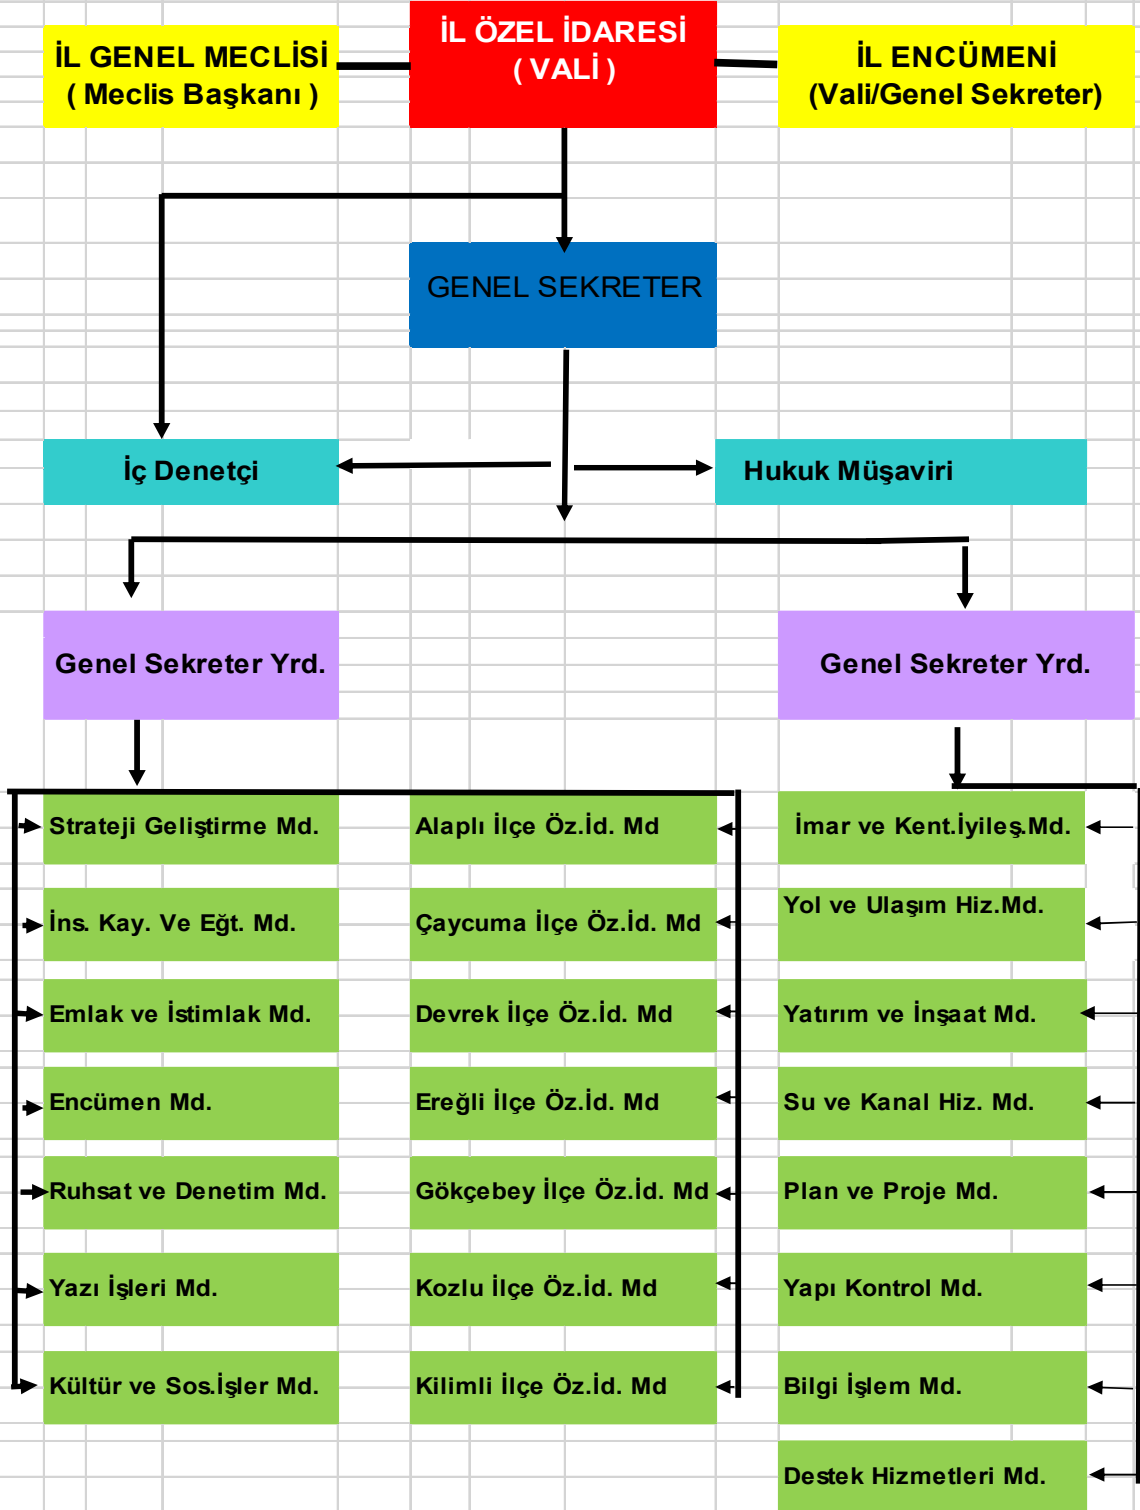 İL GENEL MECLİSİ
( Meclis Başkanı )
İL ÖZEL İDARESİ
( VALİ )
İL ENCÜMENİ
(Vali/Genel Sekreter)
GENEL SEKRETER
İç Denetçi
Hukuk Müşaviri
Genel Sekreter Yrd.
Genel Sekreter Yrd.
Strateji Geliştirme Md.
İns. Kay. Ve Eğt. Md.
Emlak ve İstimlak Md.
Encümen Md.
Ruhsat ve Denetim Md.
Yazı İşleri Md.
Kültür ve Sos.İşler Md.
Alaplı İlçe Öz.İd. Md
Çaycuma İlçe Öz.İd. Md
Devrek İlçe Öz.İd. Md
Ereğli İlçe Öz.İd. Md
Gökçebey İlçe Öz.İd. Md
Kozlu İlçe Öz.İd. Md
Kilimli İlçe Öz.İd. Md
İmar ve Kent.İyileş.Md.
Yol ve Ulaşım Hiz.Md.
Yatırım ve İnşaat Md.
Su ve Kanal Hiz. Md.
Plan ve Proje Md.
Yapı Kontrol Md.
Bilgi İşlem Md.
Destek Hizmetleri Md.